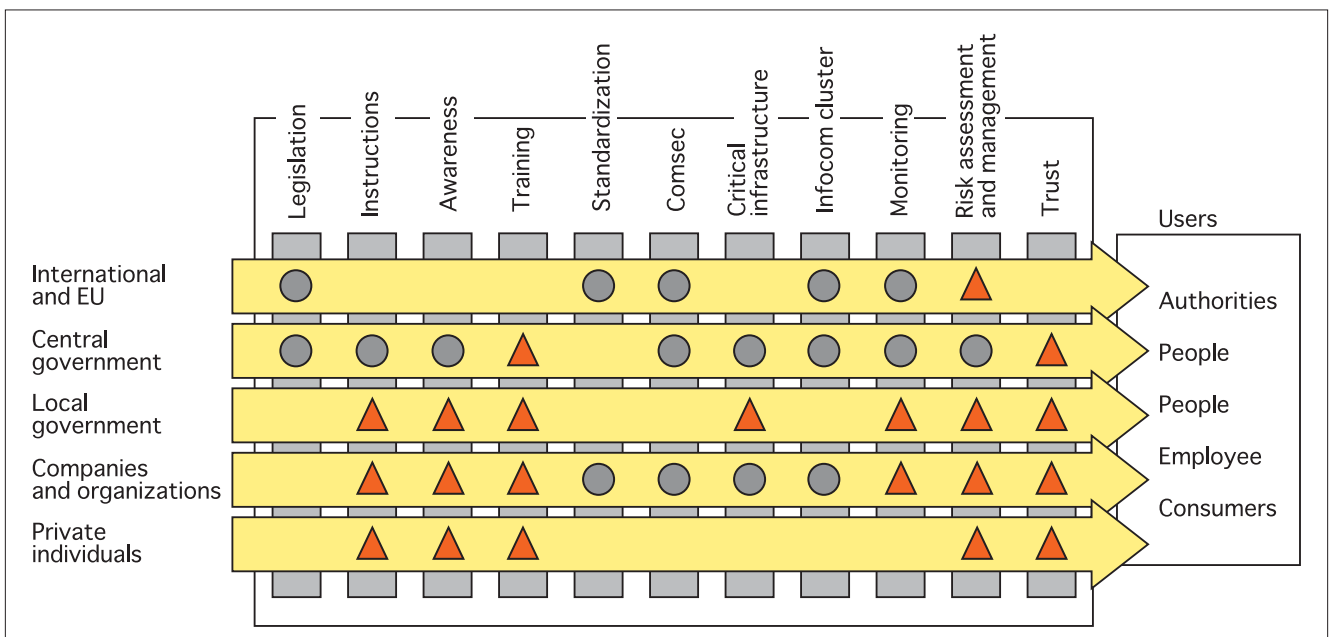 Legislation
Instructions
Awareness
Training
Standardization
Comsec
Critical
infrastructure
Infocom cluster
Monitoring
Risk assessment
and management
Trust
Users
International
and EU
Authorities
Central
government
People
Local
government
People
Companies
and organizations
Employee
Consumers
Private
individuals